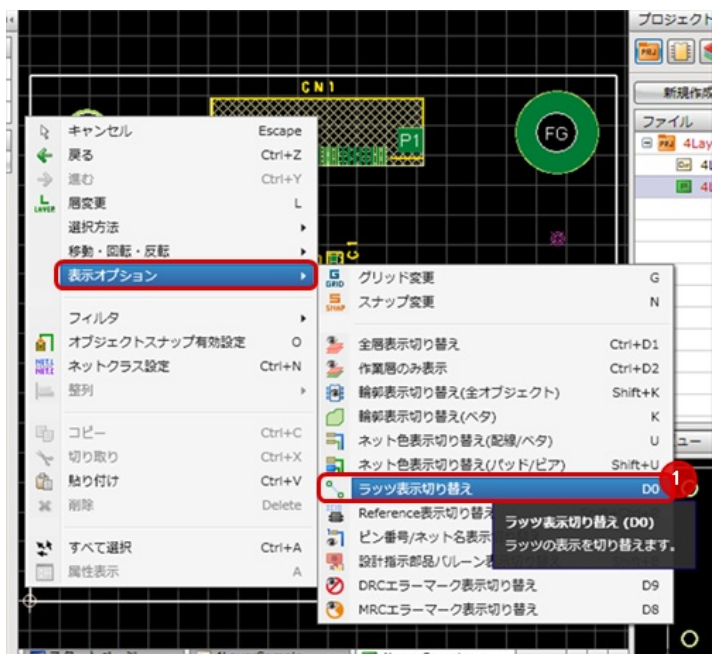 プロジェクト
CN1
P1
FG
新規作成
ファイル
4Lay
4L
4L
キャンセル Escape
戻る Ctrl+Z
進む Ctrl+Y
層変更 L
選択方法
移動・回転・反転
表示オプション
フィルタ
オブジェクトスナップ有効設定 O
ネットクラス設定 Ctrl+N
整列
コピー Ctrl+C
切り取り Ctrl+X
貼り付け Ctrl+V
削除 Delete
すべて選択 Ctrl+A
属性表示 A
グリッド変更 G
スナップ変更 N
全層表示切り替え Ctrl+D1
作業層のみ表示 Ctrl+D2
輪郭表示切り替え(全オブジェクト) Shift+K
輪郭表示切り替え(ベタ) K
ネット色表示切り替え(配線/ベタ) U
ネット色表示切り替え(パッド/ビア) Shift+U
ラッツ表示切り替え D0
1
Reference表示切り替え
ピン番号/ネット名表示
設計指示部品バルーン表
DRCエラーマーク表示切り替え D9
MRCエラーマーク表示切り替え D8
ラッツ表示切り替え (D0)
ラッツの表示を切り替えます。
ュー